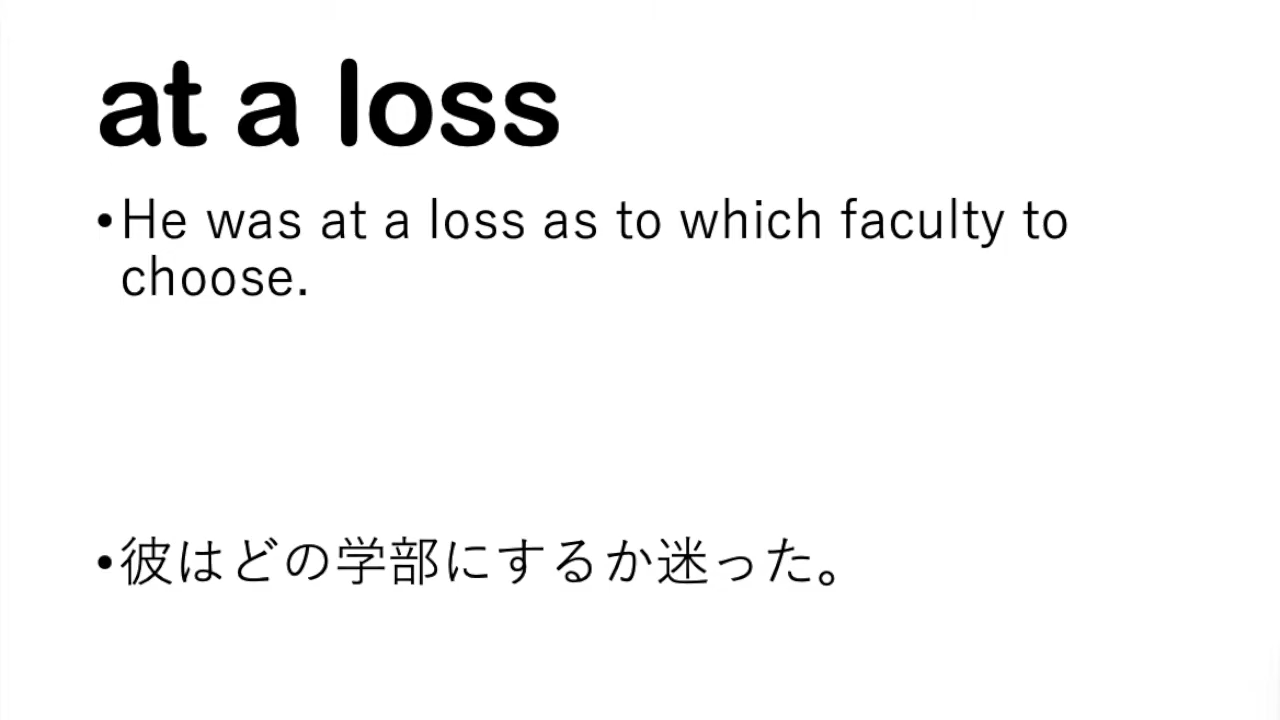 at a loss
•He was at a loss as to which faculty to
choose.
•彼はどの学部にするか迷った。